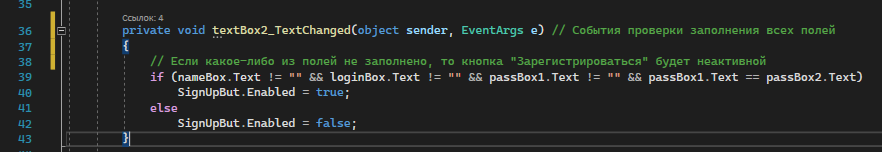 35
Ссылок: 4
36 private void textBox2_TextChanged(object sender, EventArgs e) // События проверки заполнения всех полей
37 {
38 // Если какое-либо из полей не заполнено, то кнопка "Зарегистрироваться" будет неактивной
39 if (nameBox.Text != "" && loginBox.Text != "" && passBox1.Text != "" && passBox1.Text == passBox2.Text)
40 SignUpBut.Enabled = true;
41 else
42 SignUpBut.Enabled = false;
43 }